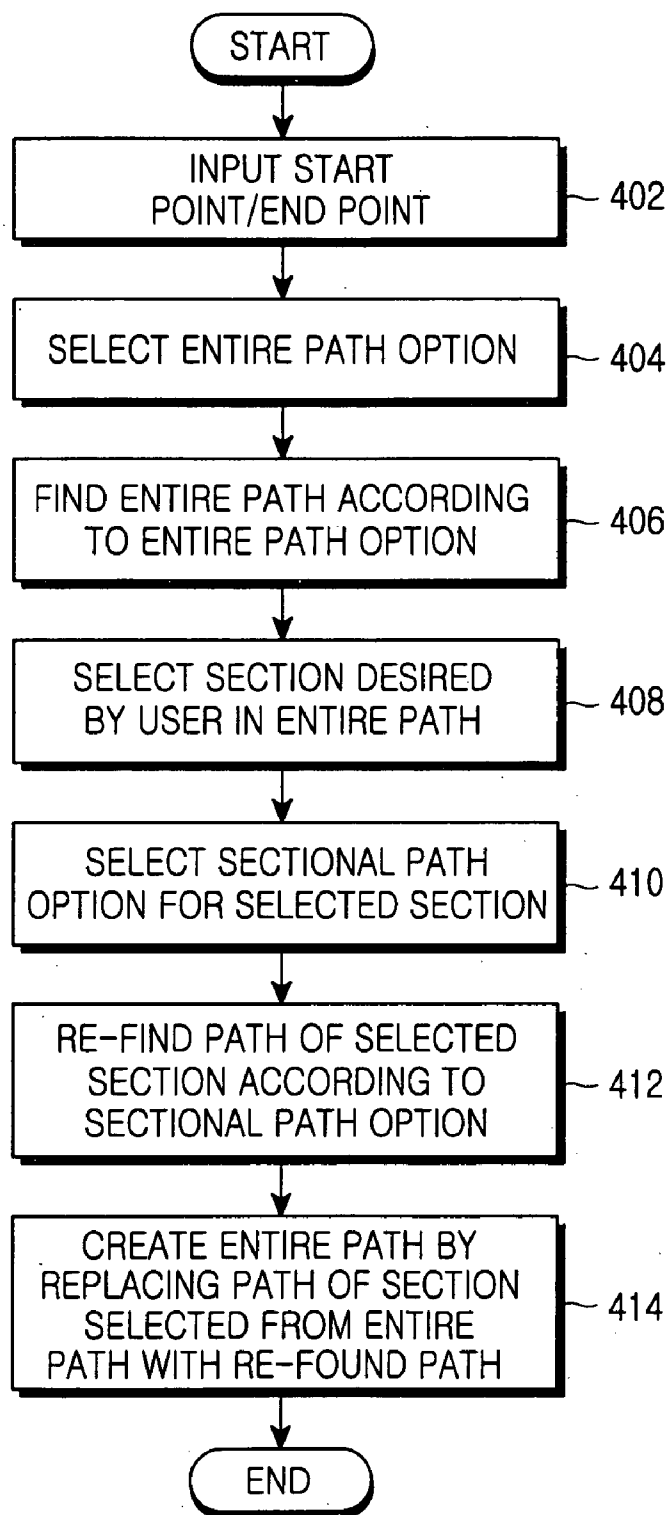 START
INPUT START
POINT/END POINT
402
SELECT ENTIRE PATH OPTION
404
FIND ENTIRE PATH ACCORDING
TO ENTIRE PATH OPTION
406
SELECT SECTION DESIRED
BY USER IN ENTIRE PATH
408
SELECT SECTIONAL PATH
OPTION FOR SELECTED SECTION
410
RE-FIND PATH OF SELECTED
SECTION ACCORDING TO
SECTIONAL PATH OPTION
412
CREATE ENTIRE PATH BY
REPLACING PATH OF SECTION
SELECTED FROM ENTIRE
PATH WITH RE-FOUND PATH
414
END